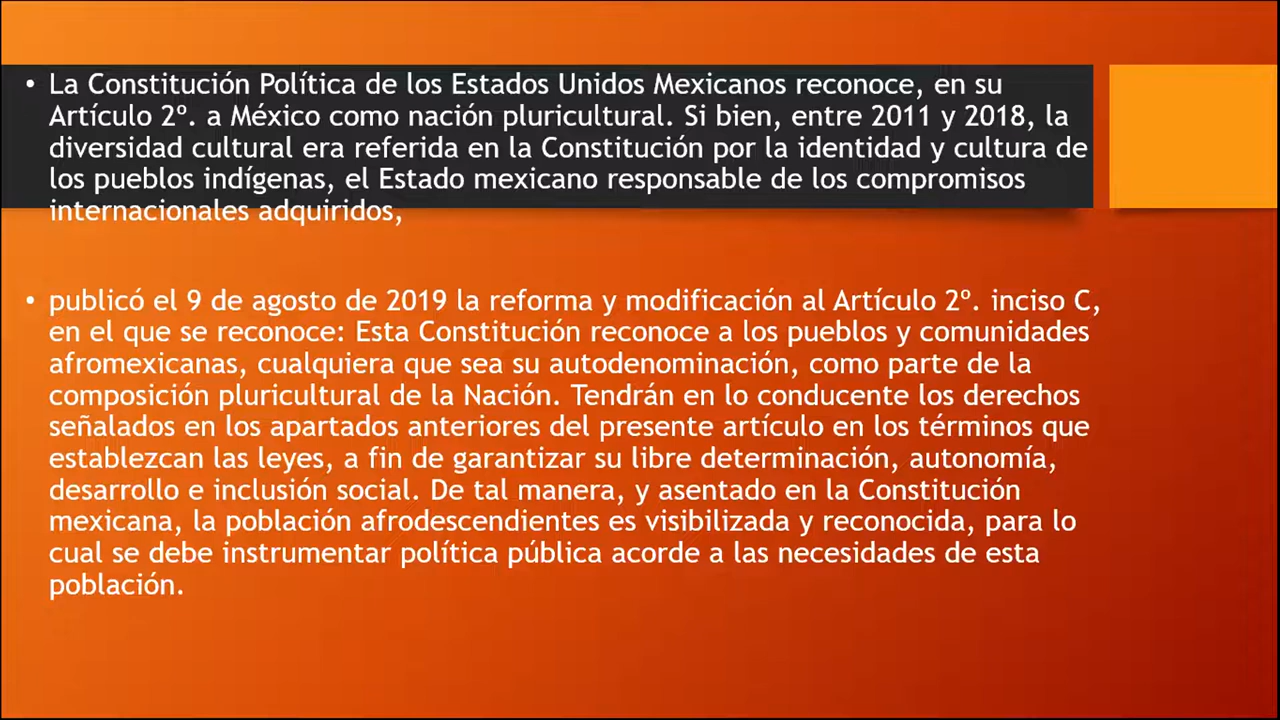 • La Constitución Política de los Estados Unidos Mexicanos reconoce, en su
Artículo 2º. a México como nación pluricultural. Si bien, entre 2011 y 2018, la
diversidad cultural era referida en la Constitución por la identidad y cultura de
los pueblos indígenas, el Estado mexicano responsable de los compromisos
internacionales adquiridos,
• publicó el 9 de agosto de 2019 la reforma y modificación al Artículo 2º. inciso C,
en el que se reconoce: Esta Constitución reconoce a los pueblos y comunidades
afromexicanas, cualquiera que sea su autodenominación, como parte de la
composición pluricultural de la Nación. Tendrán en lo conducente los derechos
señalados en los apartados anteriores del presente artículo en los términos que
establezcan las leyes, a fin de garantizar su libre determinación, autonomía,
desarrollo e inclusión social. De tal manera, y asentado en la Constitución
mexicana, la población afrodescendientes es visibilizada y reconocida, para lo
cual se debe instrumentar política pública acorde a las necesidades de esta
población.